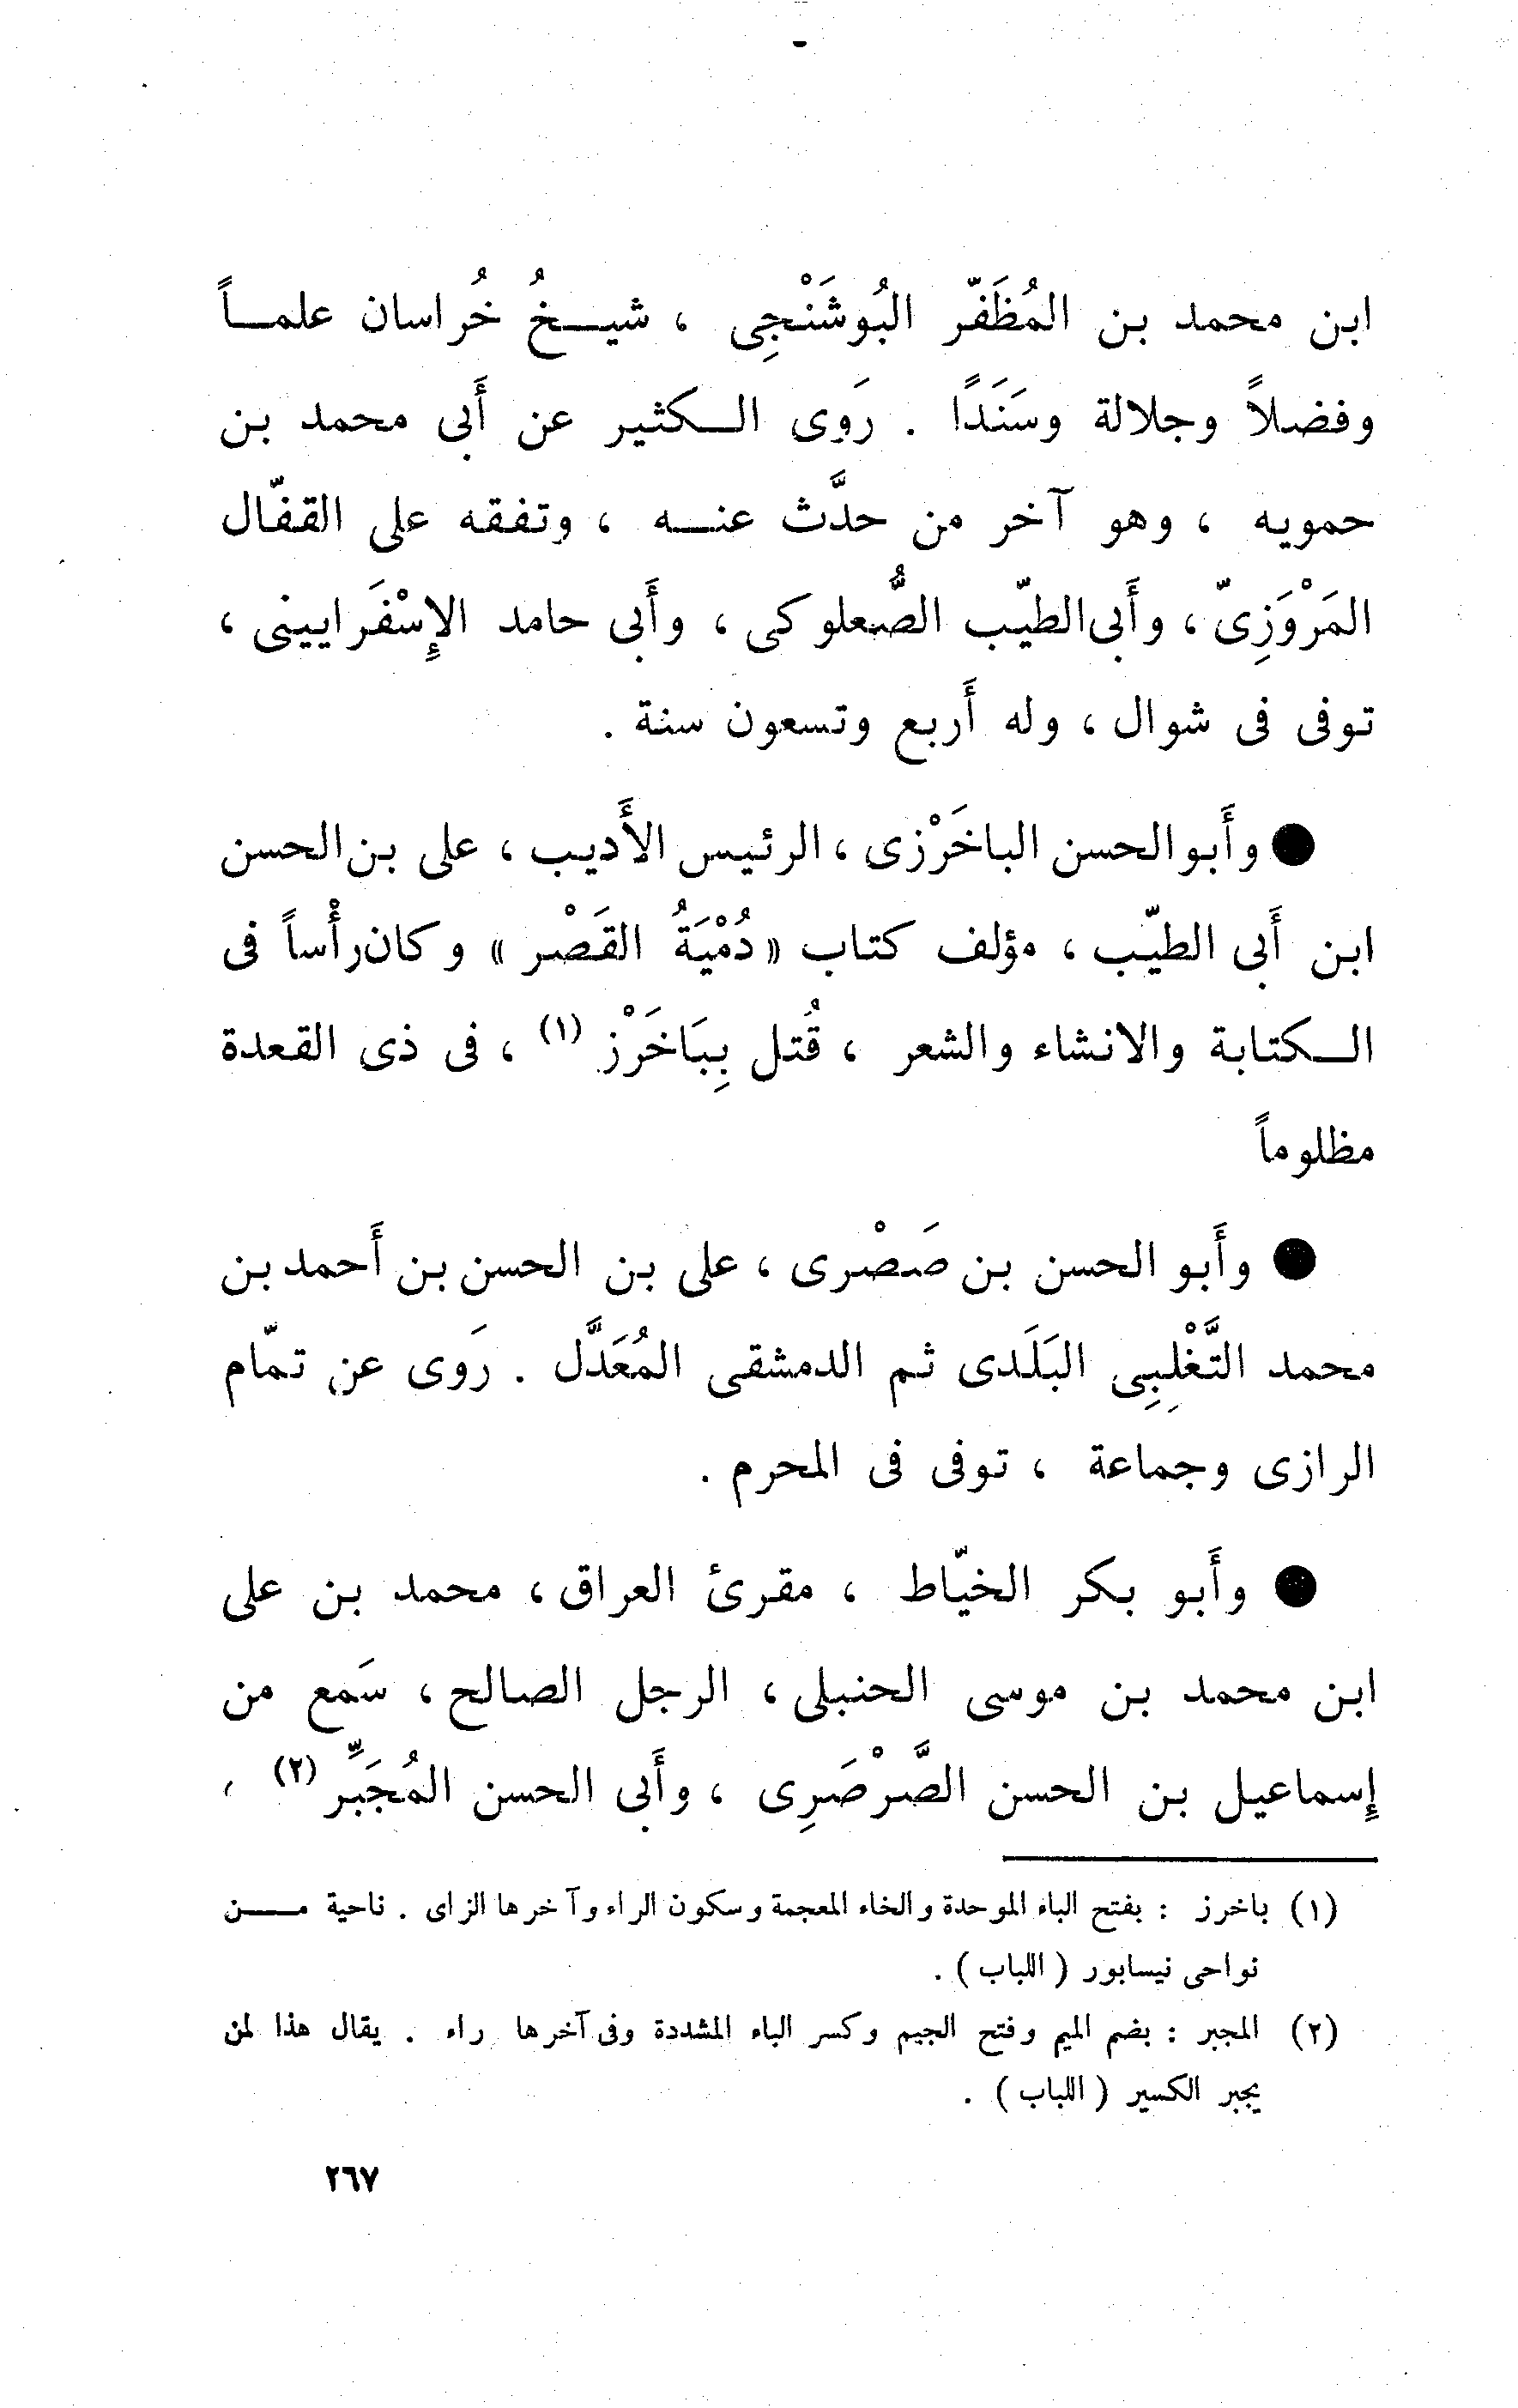 ابن محمد بن المُظَفّر البُوشَنْجِى ، شيخُ خُراسان علماً
وفضلاً وجلالة وسَنَدًا . رَوى الكثير عن أَبى محمد بن
حمويه ، وهو آخر من حدَّث عنه ، وتفقه على القفّال
المَرْوَزِىّ ، وأَبى الطيّب الصُّعلوكى ، وأَبى حامد الإِسْفَرايينى ،
توفى فى شوال ، وله أَربع وتسعون سنة .
● وأَبو الحسن الباخَرْزى ، الرئيس الأَديب ، على بن الحسن
ابن أَبى الطيّب ، مؤلف كتاب « دُمْيَةُ القَصْر » وكان رأْساً فى
الكتابة والانشاء والشعر ، قُتل بِبَاخَرْز (١) ، فى ذى القعدة
مظلوماً
● وأَبو الحسن بن صَصْرى ، على بن الحسن بن أَحمد بن
محمد التَّغْلِبِى البَلَدى ثم الدمشقى المُعَدَّل . رَوى عن تمّام
الرازى وجماعة ، توفى فى المحرم .
● وأَبو بكر الخيّاط ، مقرئ العراق ، محمد بن على
ابن محمد بن موسى الحنبلى ، الرجل الصالح ، سَمع من
إِسماعيل بن الحسن الصَّرْصَرِى ، وأَبى الحسن المُجَبِّر (٢) ،
(١) باخرز : بفتح الباء الموحدة والخاء المعجمة وسكون الراء وآخرها الزاى . ناحية من
نواحى نيسابور ( اللباب ) .
(٢) المجبر : بضم الميم وفتح الجيم وكسر الباء المشددة وفى آخرها راء . يقال هذا لمن
يجبر الكسير ( اللباب ) .
٢٦٧